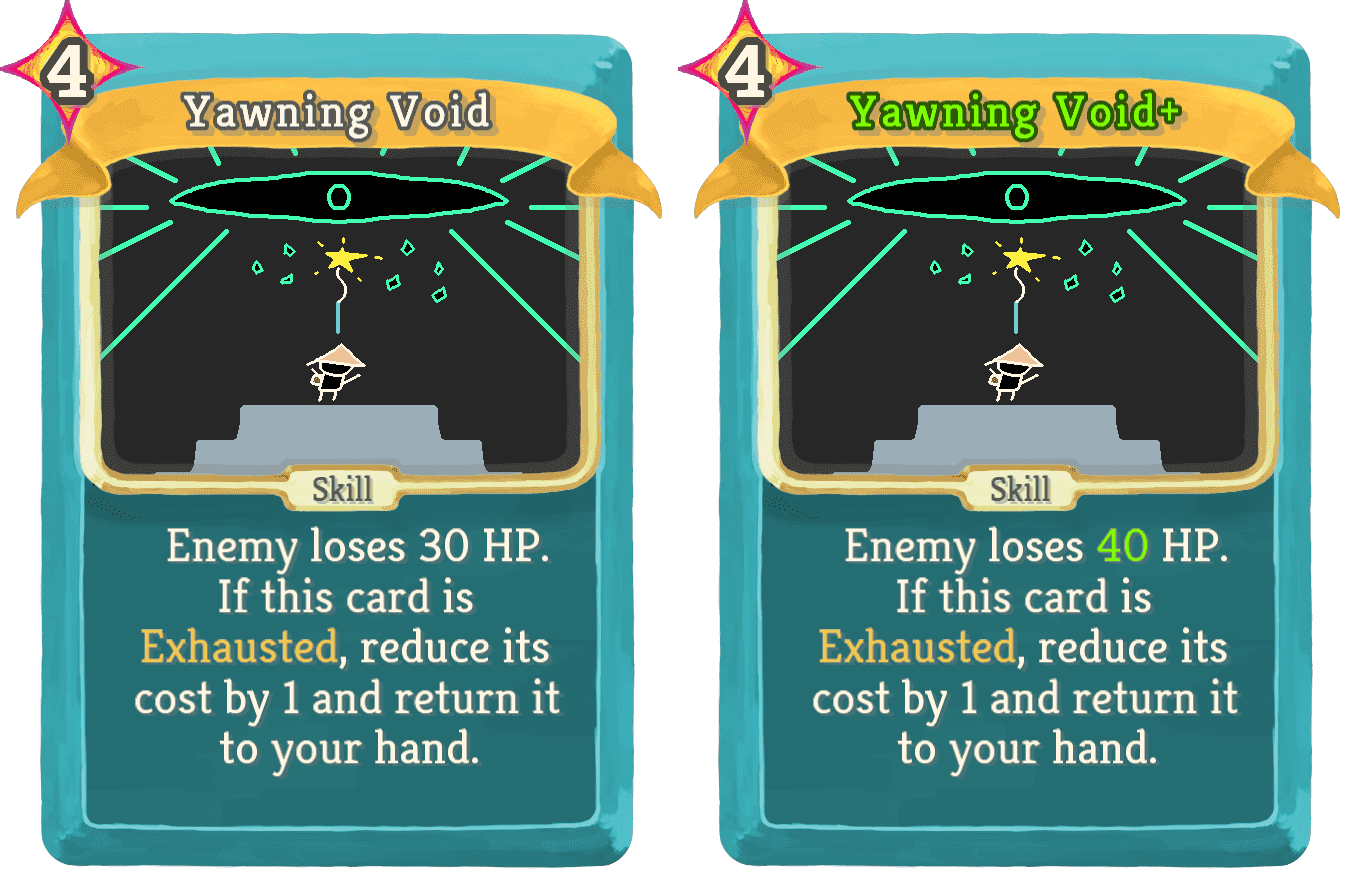 4
Yawning Void
Skill
Enemy loses 30 HP.
If this card is
Exhausted, reduce its
cost by 1 and return it
to your hand.
4
Yawning Void+
Skill
Enemy loses 40 HP.
If this card is
Exhausted, reduce its
cost by 1 and return it
to your hand.